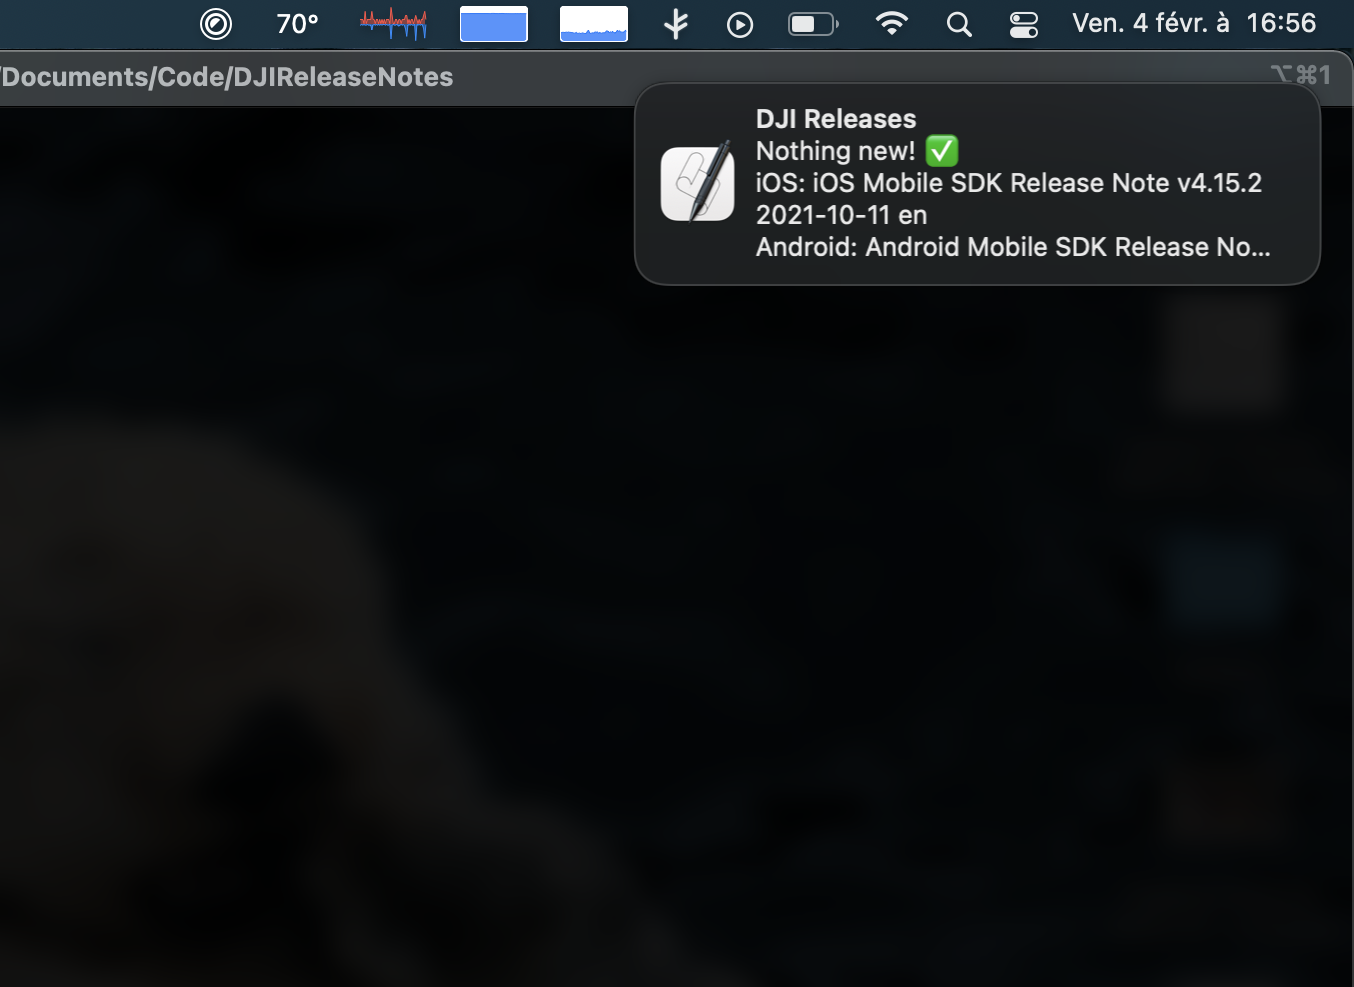 70°
Ven. 4 févr. à 16:56
/Documents/Code/DJIReleaseNotes
⌥⌘1
DJI Releases
Nothing new! ✅
iOS: iOS Mobile SDK Release Note v4.15.2
2021-10-11 en
Android: Android Mobile SDK Release No...